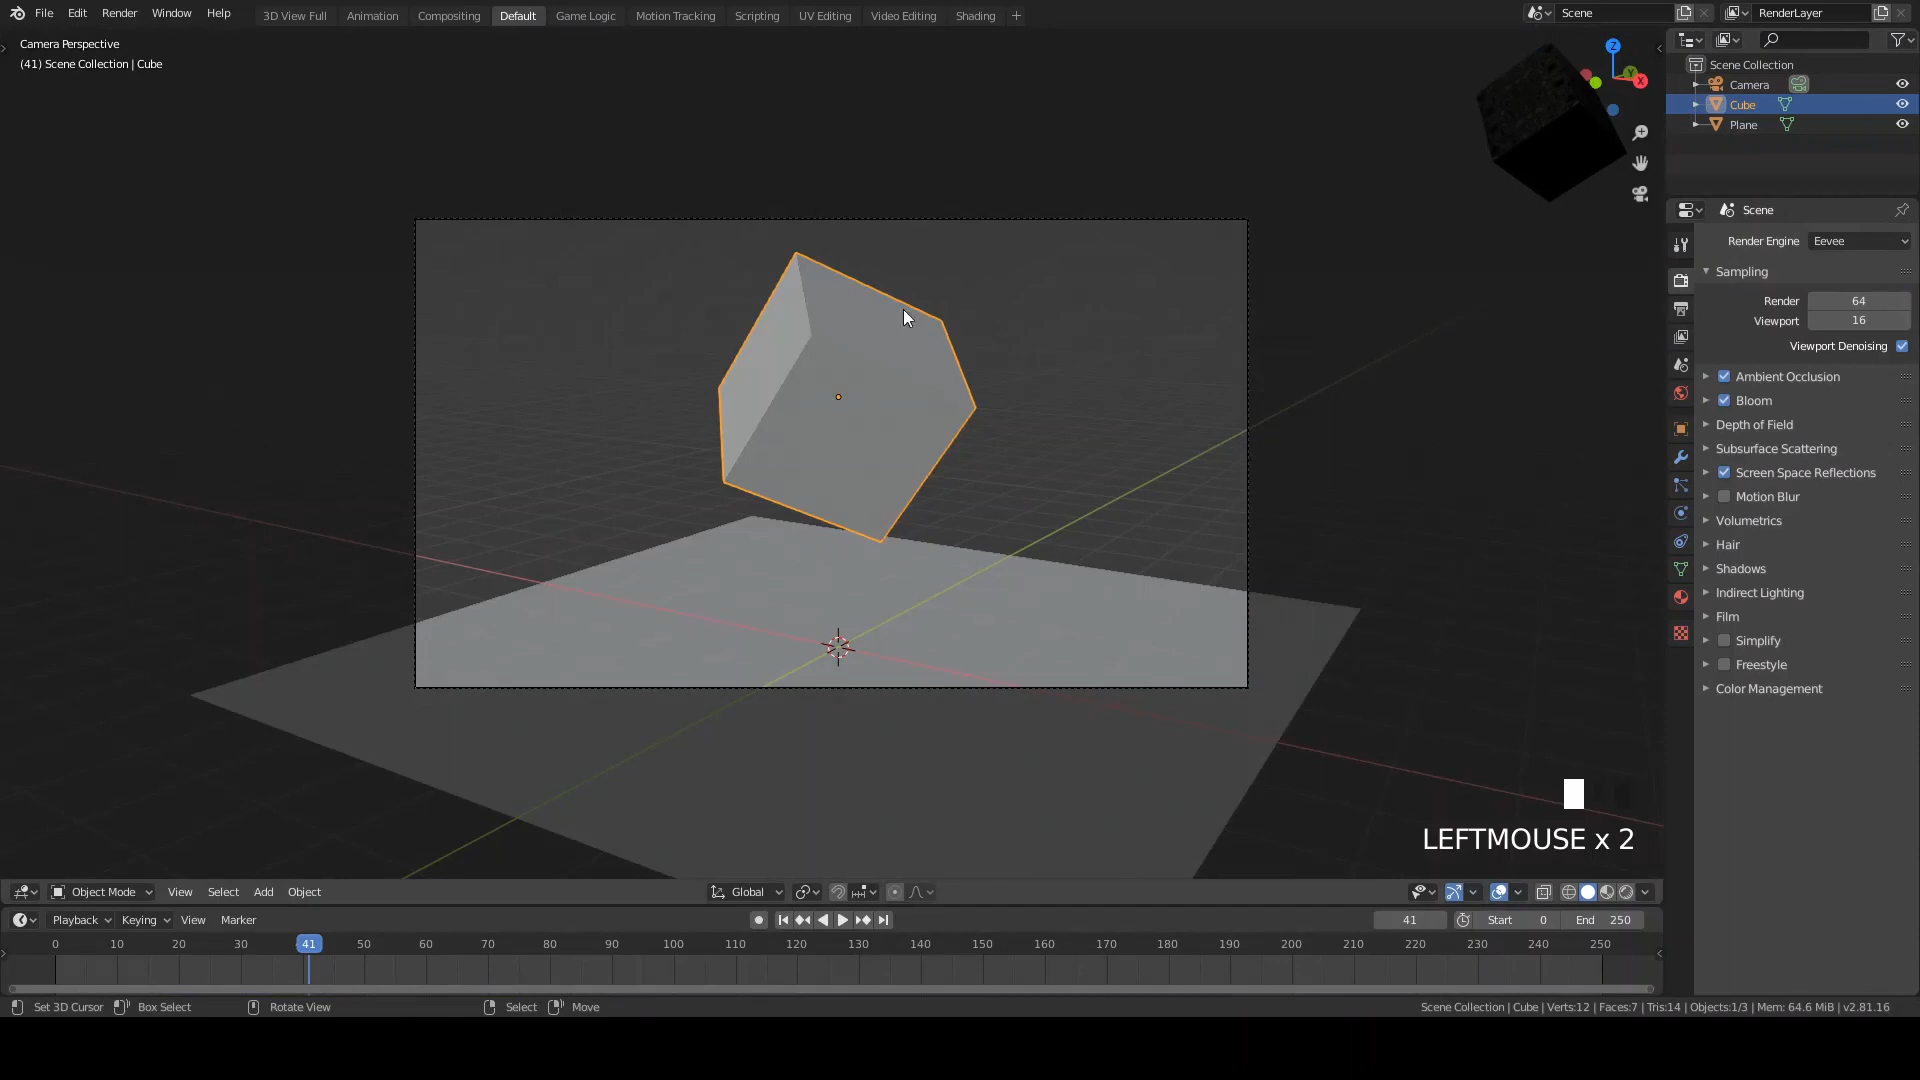 File Edit Render Window Help
3D View Full Animation Compositing Default Game Logic Motion Tracking Scripting UV Editing Video Editing Shading +
Scene
RenderLayer
Camera Perspective
(41) Scene Collection | Cube
Z
Y
X
Scene Collection
Camera
Cube
Plane
Scene
Render Engine Eevee
Sampling
Render 64
Viewport 16
Viewport Denoising
Ambient Occlusion
Bloom
Depth of Field
Subsurface Scattering
Screen Space Reflections
Motion Blur
Volumetrics
Hair
Shadows
Indirect Lighting
Film
Simplify
Freestyle
Color Management
LEFTMOUSE x 2
Object Mode View Select Add Object Global
Playback Keying View Marker 41 Start 0 End 250
0 10 20 30 41 50 60 70 80 90 100 110 120 130 140 150 160 170 180 190 200 210 220 230 240 250
Set 3D Cursor Box Select Rotate View Select Move Scene Collection | Cube | Verts:12 | Faces:7 | Tris:14 | Objects:1/3 | Mem: 64.6 MiB | v2.81.16